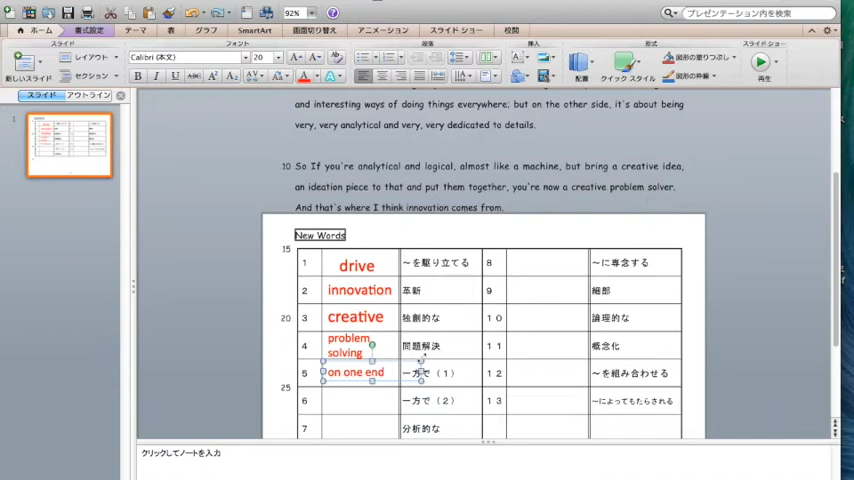 92%
プレゼンテーション内を検索
ホーム
書式設定
テーマ
表
グラフ
SmartArt
画面切り替え
アニメーション
スライド ショー
校閲
スライド
フォント
段落
挿入
形式
スライド ショー
新しいスライド
レイアウト
セクション
Calibri (本文)
20
配置
クイック スタイル
図形の塗りつぶし
図形の枠線
再生
スライド
アウトライン
1
and interesting ways of doing things everywhere; but on the other side, it's about being
very, very analytical and very, very dedicated to details.
10 So If you're analytical and logical, almost like a machine, but bring a creative idea,
an ideation piece to that and put them together, you're now a creative problem solver.
And that's where I think innovation comes from.
New Words
15
1 drive ～を駆り立てる 8 ～に専念する
2 innovation 革新 9 細部
20 3 creative 独創的な 10 論理的な
4 problem solving 問題解決 11 概念化
5 on one end 一方で（1） 12 ～を組み合わせる
25
6 一方で（2） 13 ～によってもたらされる
7 分析的な
クリックしてノートを入力